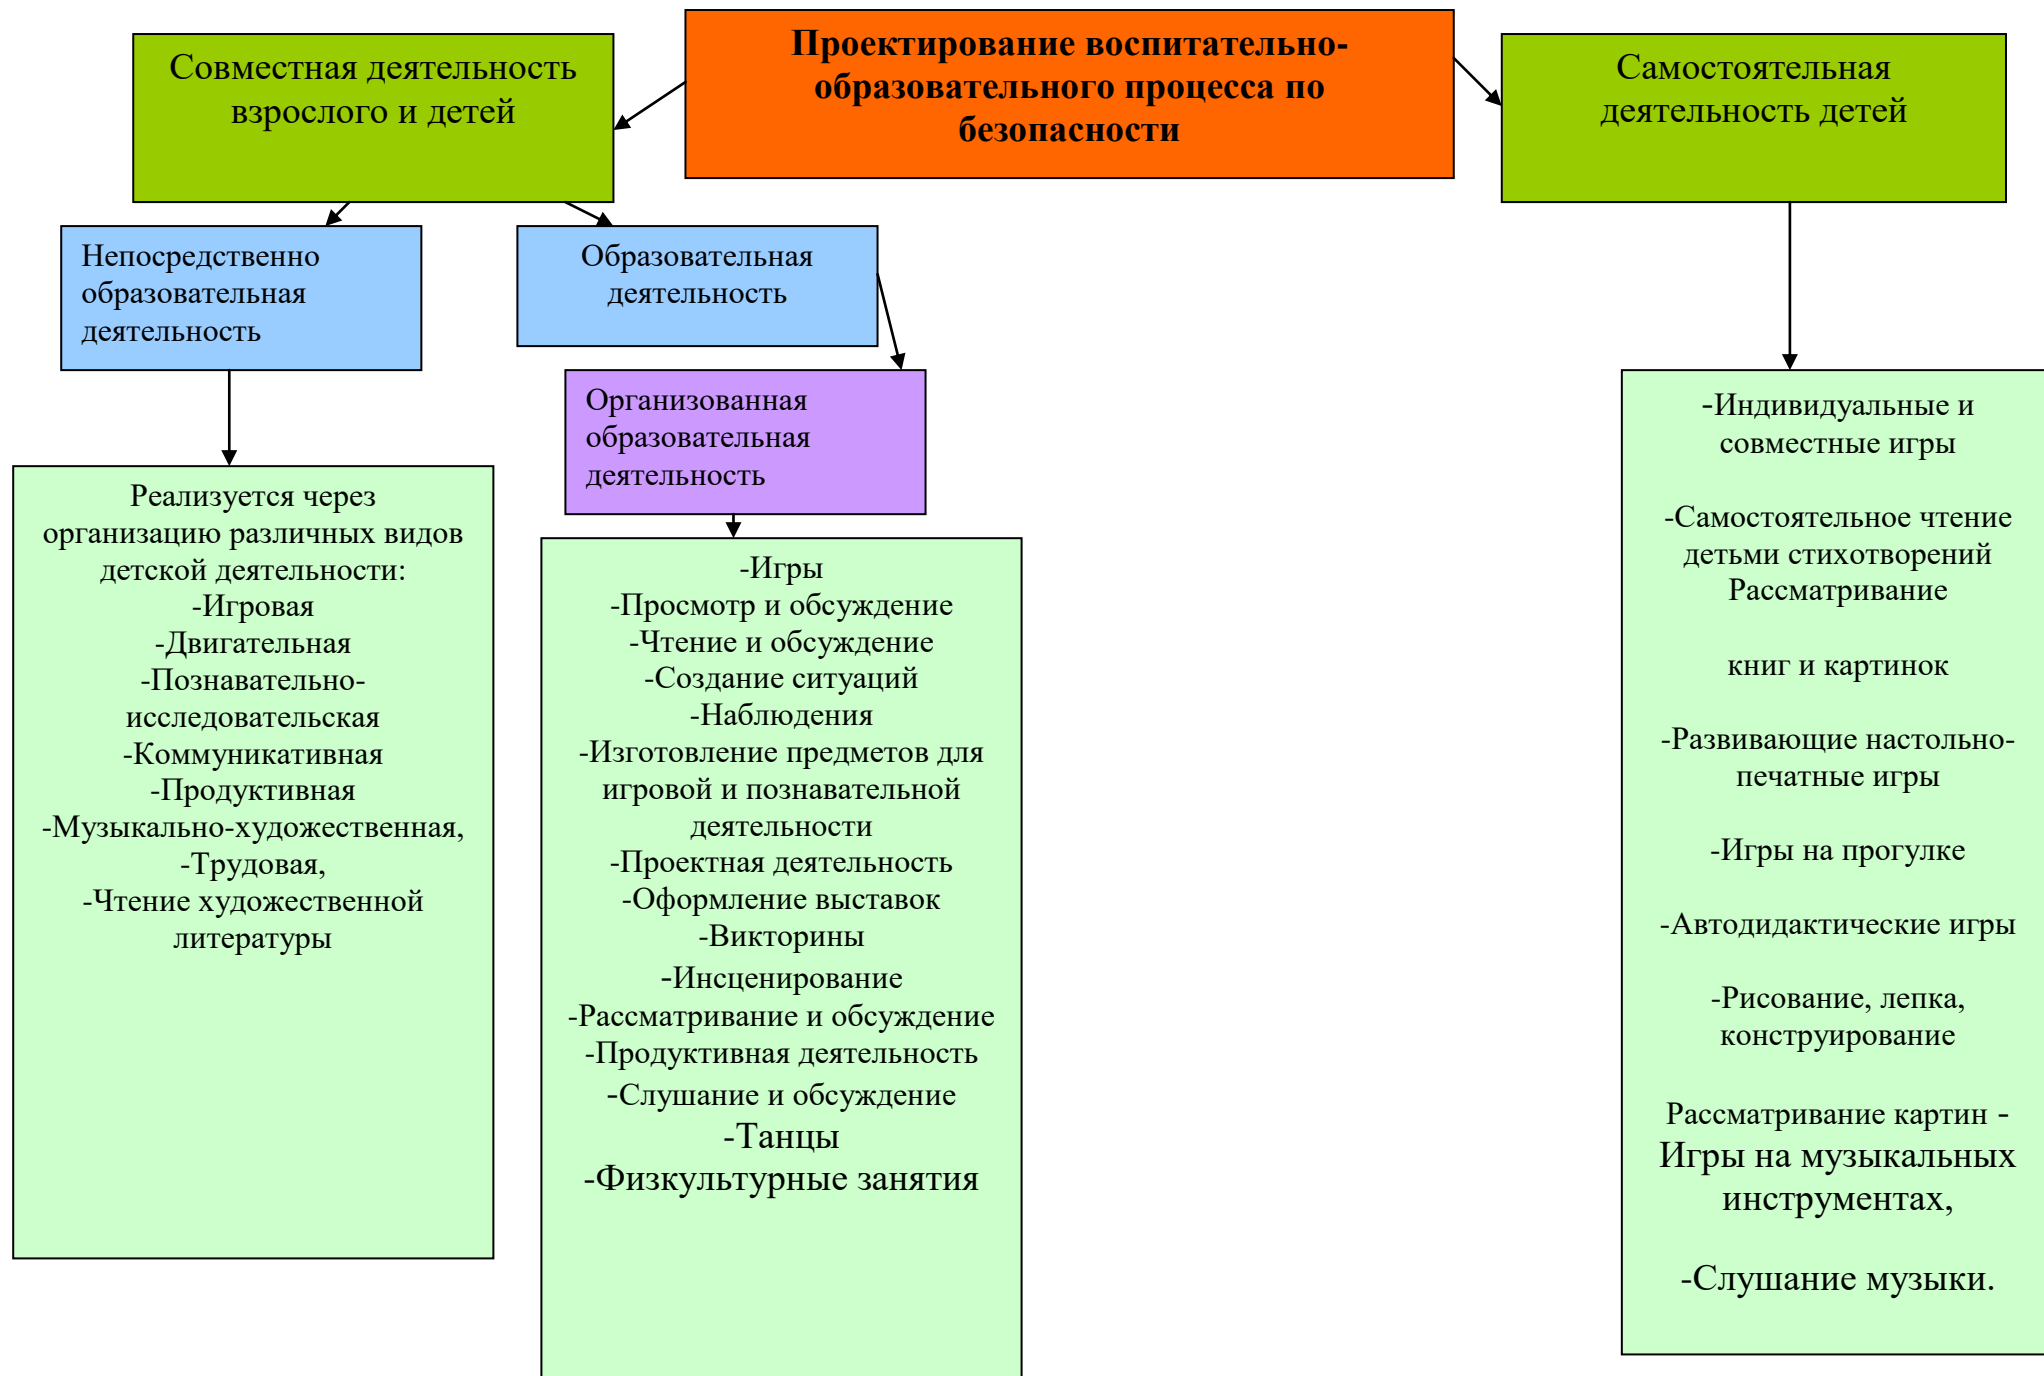 Проектирование воспитательно-
образовательного процесса по
безопасности
Совместная деятельность
взрослого и детей
Самостоятельная
деятельность детей
Непосредственно
образовательная
деятельность
Образовательная
деятельность
Организованная
образовательная
деятельность
Реализуется через
организацию различных видов
детской деятельности:
-Игровая
-Двигательная
-Познавательно-
исследовательская
-Коммуникативная
-Продуктивная
-Музыкально-художественная,
-Трудовая,
-Чтение художественной
литературы
-Игры
-Просмотр и обсуждение
-Чтение и обсуждение
-Создание ситуаций
-Наблюдения
-Изготовление предметов для
игровой и познавательной
деятельности
-Проектная деятельность
-Оформление выставок
-Викторины
-Инсценирование
-Рассматривание и обсуждение
-Продуктивная деятельность
-Слушание и обсуждение
-Танцы
-Физкультурные занятия
-Индивидуальные и
совместные игры
-Самостоятельное чтение
детьми стихотворений
Рассматривание
книг и картинок
-Развивающие настольно-
печатные игры
-Игры на прогулке
-Автодидактические игры
-Рисование, лепка,
конструирование
Рассматривание картин -
Игры на музыкальных
инструментах,
-Слушание музыки.